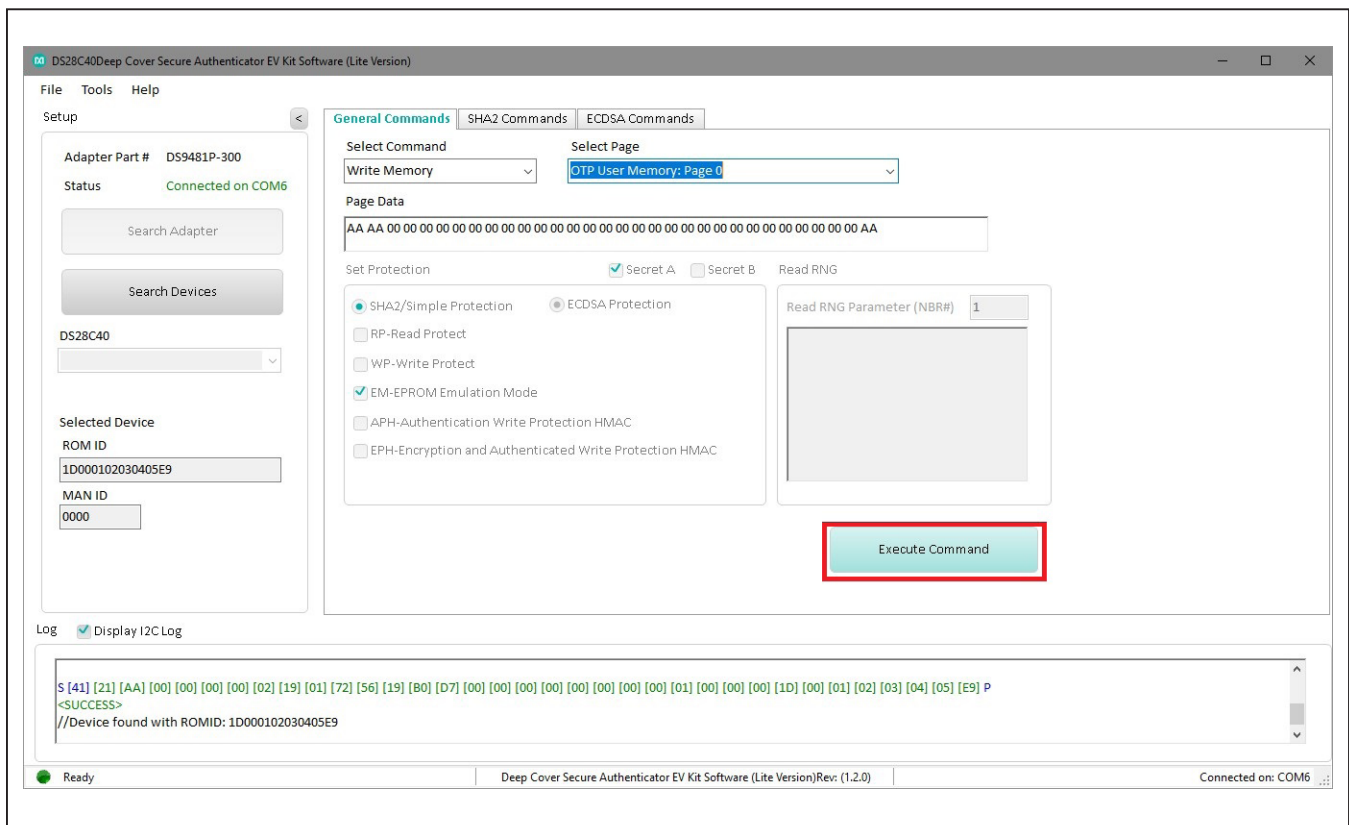 DS28C40Deep Cover Secure Authenticator EV Kit Software (Lite Version)
File Tools Help
Setup
<
Adapter Part # DS9481P-300
Status Connected on COM6
Search Adapter
Search Devices
DS28C40
Selected Device
ROM ID
1D000102030405E9
MAN ID
0000
General Commands SHA2 Commands ECDSA Commands
Select Command Select Page
Write Memory OTP User Memory: Page 0
Page Data
AA AA 00 00 00 00 00 00 00 00 00 00 00 00 00 00 00 00 00 00 00 00 00 00 00 00 00 00 00 00 00 AA
Set Protection Secret A Secret B Read RNG
SHA2/Simple Protection ECDSA Protection
RP-Read Protect
WP-Write Protect
EM-EPROM Emulation Mode
APH-Authentication Write Protection HMAC
EPH-Encryption and Authenticated Write Protection HMAC
Read RNG Parameter (NBR#) 1
Execute Command
Log Display I2C Log
S [41] [21] [AA] [00] [00] [00] [00] [02] [19] [01] [72] [56] [19] [B0] [D7] [00] [00] [00] [00] [00] [00] [00] [00] [01] [00] [00] [00] [1D] [00] [01] [02] [03] [04] [05] [E9] P
<SUCCESS>
//Device found with ROMID: 1D000102030405E9
Ready Deep Cover Secure Authenticator EV Kit Software (Lite Version)Rev: (1.2.0) Connected on: COM6